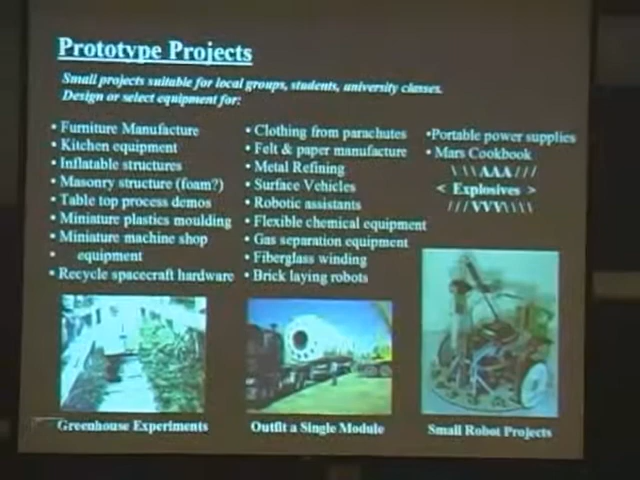 Prototype Projects
Small projects suitable for local groups, students, university classes.
Design or select equipment for:
• Furniture Manufacture
• Kitchen equipment
• Inflatable structures
• Masonry structure (foam?)
• Table top process demos
• Miniature plastics moulding
• Miniature machine shop
• equipment
• Recycle spacecraft hardware
• Clothing from parachutes
• Felt & paper manufacture
• Metal Refining
• Surface Vehicles
• Robotic assistants
• Flexible chemical equipment
• Gas separation equipment
• Fiberglass winding
• Brick laying robots
•Portable power supplies
• Mars Cookbook
\ \ \ΛΛΛ/ / /
< Explosives >
/ / /VVV\ \ \ \
Greenhouse Experiments
Outfit a Single Module
Small Robot Projects